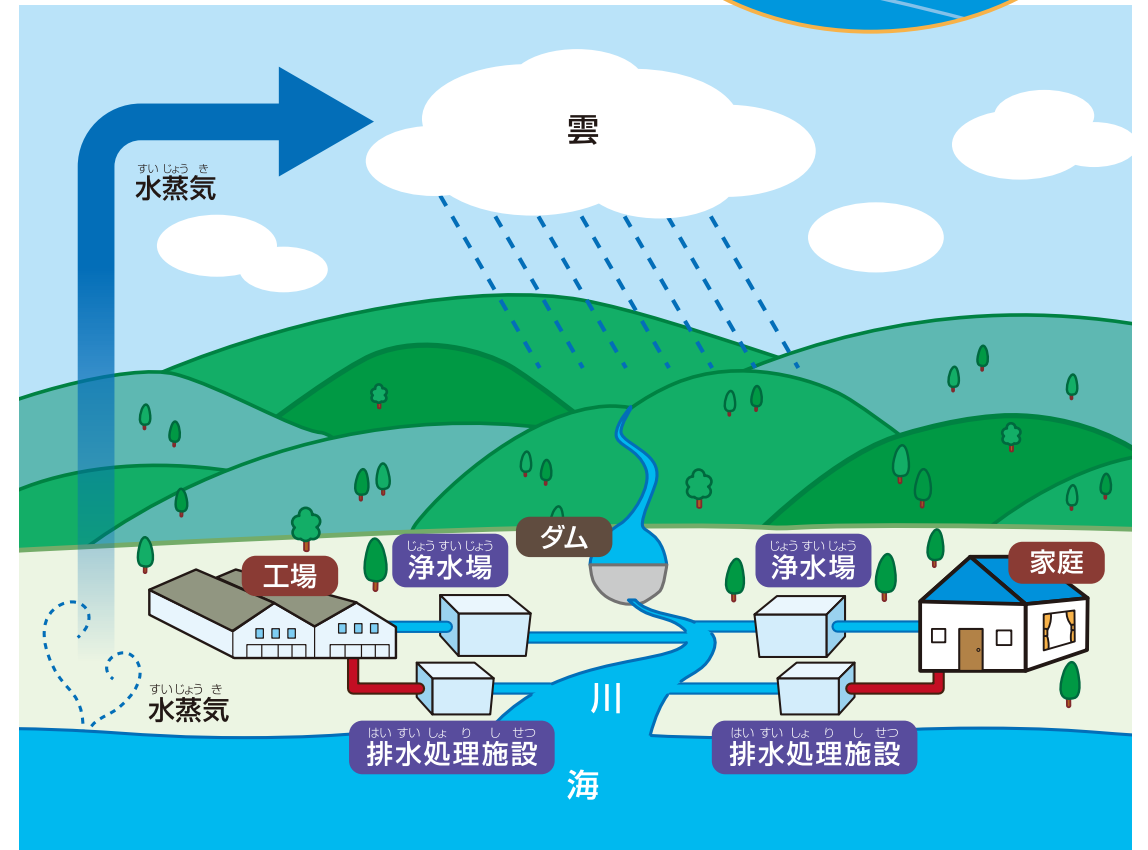 雲
すいじょうき
水蒸気
ダム
じょうすいじょう
浄水場
じょうすいじょう
浄水場
工場
家庭
すいじょうき
水蒸気
川
はいすいしょりしせつ
排水処理施設
はいすいしょりしせつ
排水処理施設
海